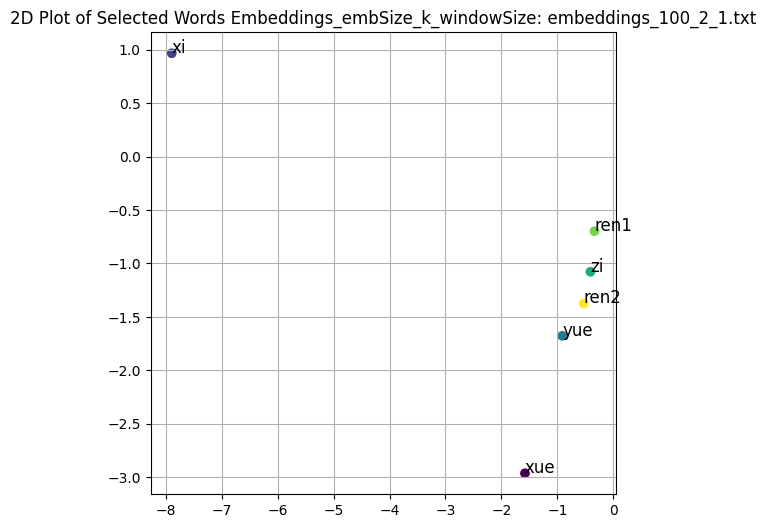 2D Plot of Selected Words Embeddings_embSize_k_windowSize: embeddings_100_2_1.txt
1.0
xi
0.5
0.0
−0.5
ren1
−1.0
zi
ren2
−1.5
yue
−2.0
−2.5
xue
−3.0
−8 −7 −6 −5 −4 −3 −2 −1 0